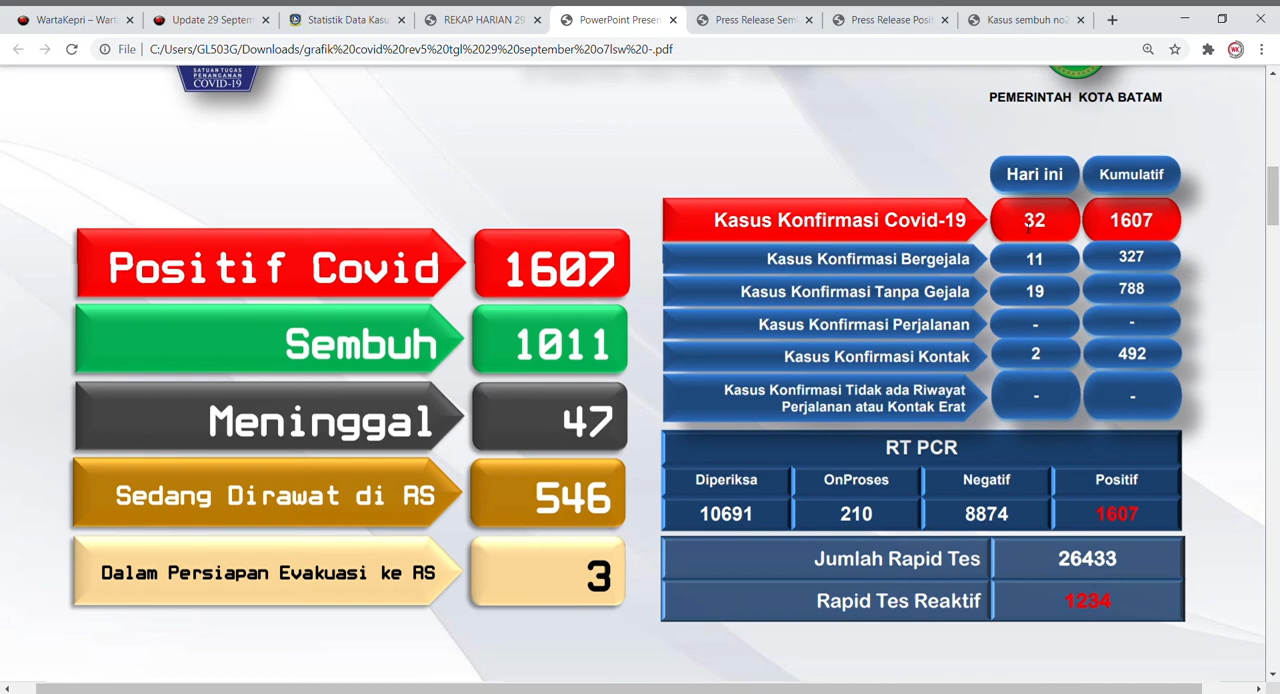 WartaKepri – Warta
Update 29 Septem
Statistik Data Kasu
REKAP HARIAN 29
PowerPoint Presen
Press Release Sem
Press Release Posit
Kasus sembuh no2
File
C:/Users/GL503G/Downloads/grafik%20covid%20rev5%20tgl%2029%20september%20o7lsw%20-.pdf
WK
SATUAN TUGAS
PENANGANAN
COVID-19
PEMERINTAH KOTA BATAM
Positif Covid 1607
Sembuh 1011
Meninggal 47
Sedang Dirawat di RS 546
Dalam Persiapan Evakuasi ke RS 3
Hari ini Kumulatif
Kasus Konfirmasi Covid-19 32 1607
Kasus Konfirmasi Bergejala 11 327
Kasus Konfirmasi Tanpa Gejala 19 788
Kasus Konfirmasi Perjalanan - -
Kasus Konfirmasi Kontak 2 492
Kasus Konfirmasi Tidak ada Riwayat
Perjalanan atau Kontak Erat - -
RT PCR
Diperiksa OnProses Negatif Positif
10691 210 8874 1607
Jumlah Rapid Tes 26433
Rapid Tes Reaktif 1234